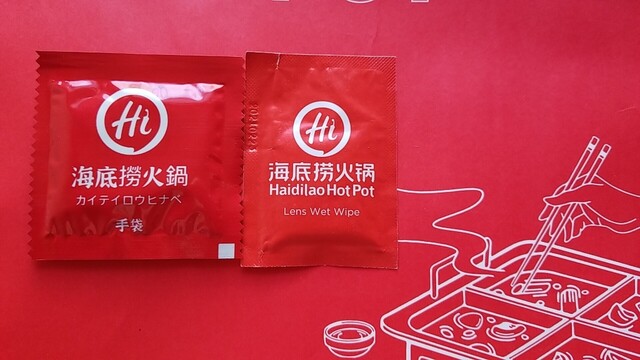 Hi
海底撈火鍋
カイテイロウヒナベ
手袋
Hi
海底捞火锅
Haidilao Hot Pot
Lens Wet Wipe